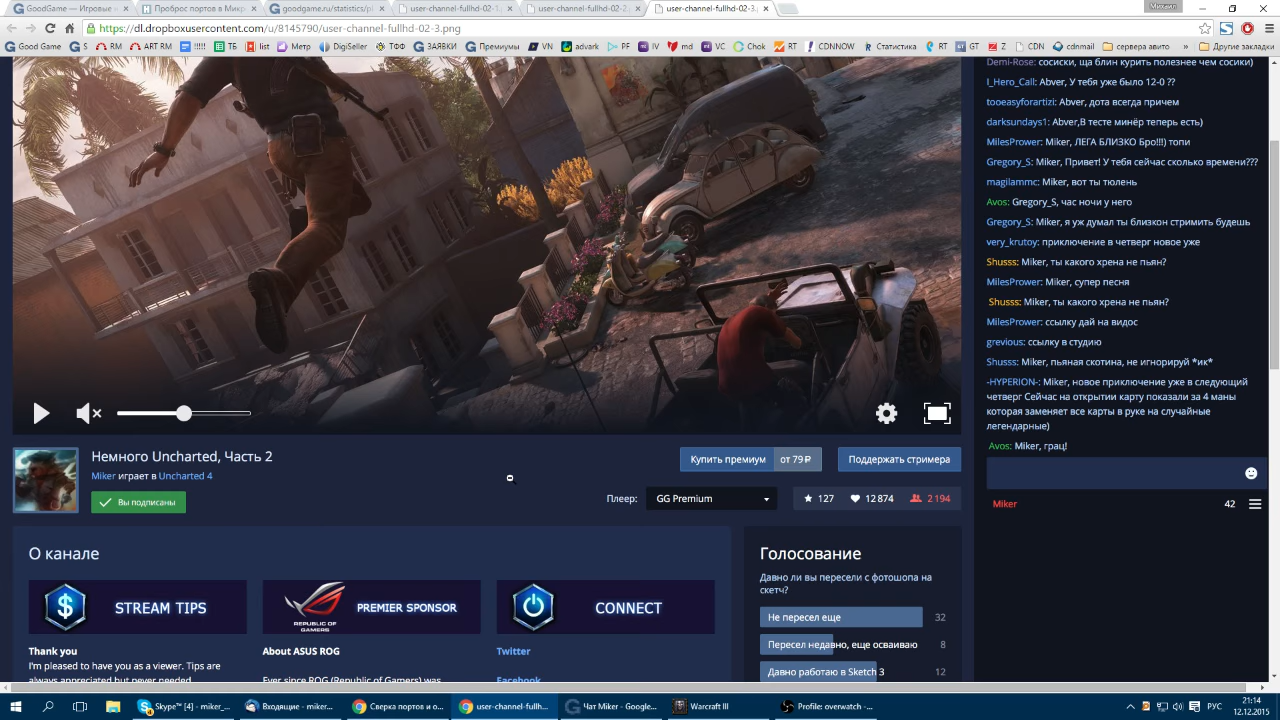 GoodGame — Игровые
Проброс портов в Микр
goodgame.ru/statistics/pl
user-channel-fullhd-02-1.
user-channel-fullhd-02-2.
user-channel-fullhd-02-3.p
Михаил
https://dl.dropboxusercontent.com/u/8145790/user-channel-fullhd-02-3.png
Good Game
S
RM
ART RM
ТБ
list
Метр
DigiSeller
ТФФ
ЗАЯВКИ
Премиумы
VN
advark
PF
IV
md
VC
Chok
RT
CDNNOW
Статистика
RT
GT
Z
CDN
cdnmail
сервера авито
»
Другие закладки
Demi-Rose: сосиски, ща блин курить полезнее чем сосики)
I_Hero_Call: Abver, У тебя уже было 12-0 ??
tooeasyforartizi: Abver, дота всегда причем
darksundays1: Abver,В тесте минёр теперь есть)
MilesPrower: Miker, ЛЕГА БЛИЗКО Бро!!!) топи
Gregory_S: Miker, Привет! У тебя сейчас сколько времени???
magilammc: Miker, вот ты тюлень
Avos: Gregory_S, час ночи у него
Gregory_S: Miker, я уж думал ты близкон стримить будешь
very_krutoy: приключение в четверг новое уже
Shusss: Miker, ты какого хрена не пьян?
MilesPrower: Miker, супер песня
Shusss: Miker, ты какого хрена не пьян?
MilesPrower: ссылку дай на видос
grevious: ссылку в студию
Shusss: Miker, пьяная скотина, не игнорируй *ик*
-HYPERION-: Miker, новое приключение уже в следующий
четверг Сейчас на открытии карту показали за 4 маны
которая заменяет все карты в руке на случайные
легендарные)
Avos: Miker, грац!
Miker
42
Немного Uncharted, Часть 2
Miker играет в Uncharted 4
Вы подписаны
Купить премиум от 79 ₽
Поддержать стримера
Плеер:
GG Premium
127
12 874
2 194
О канале
STREAM TIPS
REPUBLIC OF
GAMERS
PREMIER SPONSOR
CONNECT
Thank you
I'm pleased to have you as a viewer. Tips are
always appreciated but never needed.
About ASUS ROG
Ever since ROG (Republic of Gamers) was
Twitter
Facebook
Голосование
Давно ли вы пересели с фотошопа на
скетч?
Не пересел еще 32
Пересел недавно, еще осваиваю 8
Давно работаю в Sketch 3 12
Skype™ [4] - miker_...
Входящие - miker...
Сверка портов и о...
user-channel-fullh...
Чат Miker - Google...
Warcraft III
Profile: overwatch -...
РУС
21:14
12.12.2015